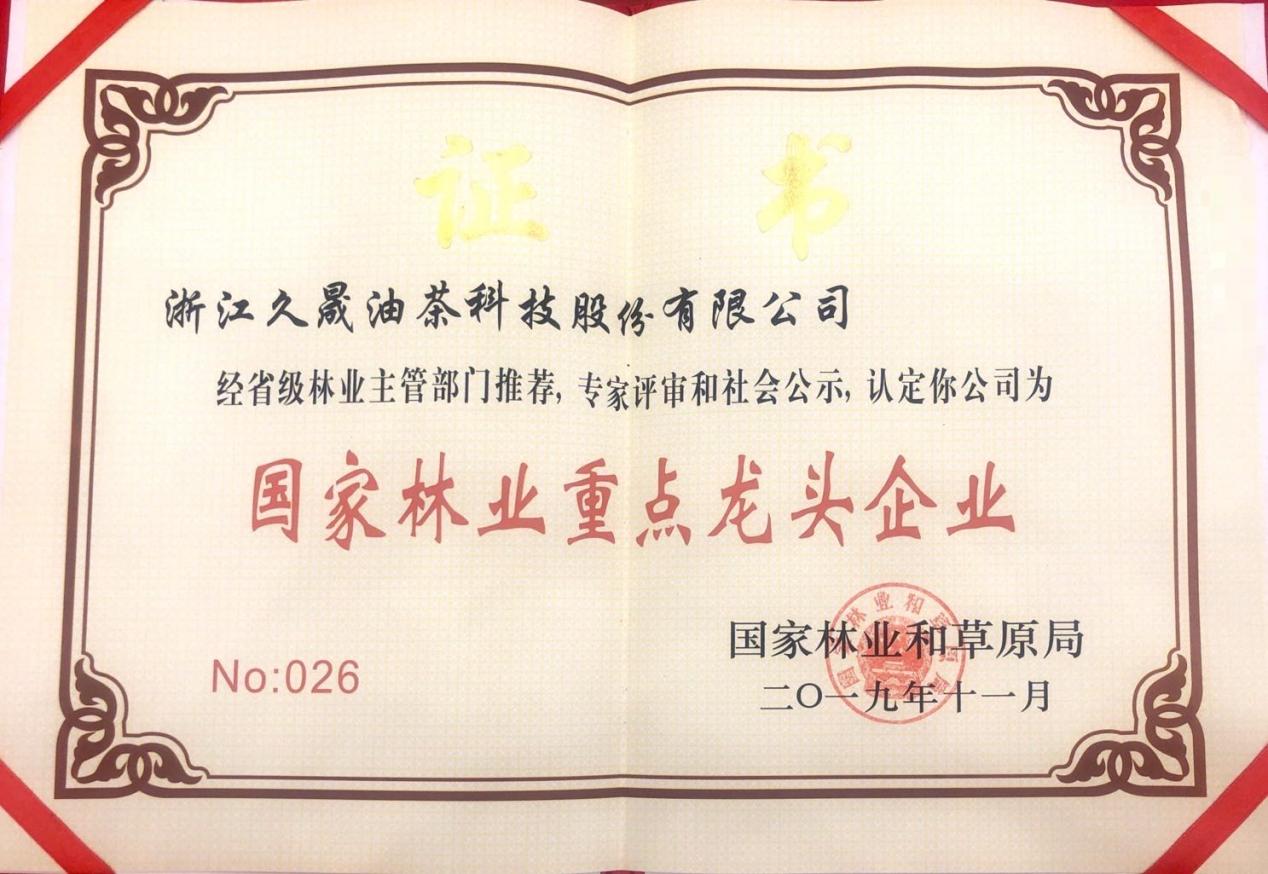 证书
浙江久晟油茶科技股份有限公司
经省级林业主管部门推荐,专家评审和社会公示,认定你公司为
国家林业重点龙头企业
国家林业和草原局
二〇一九年十一月
No:026